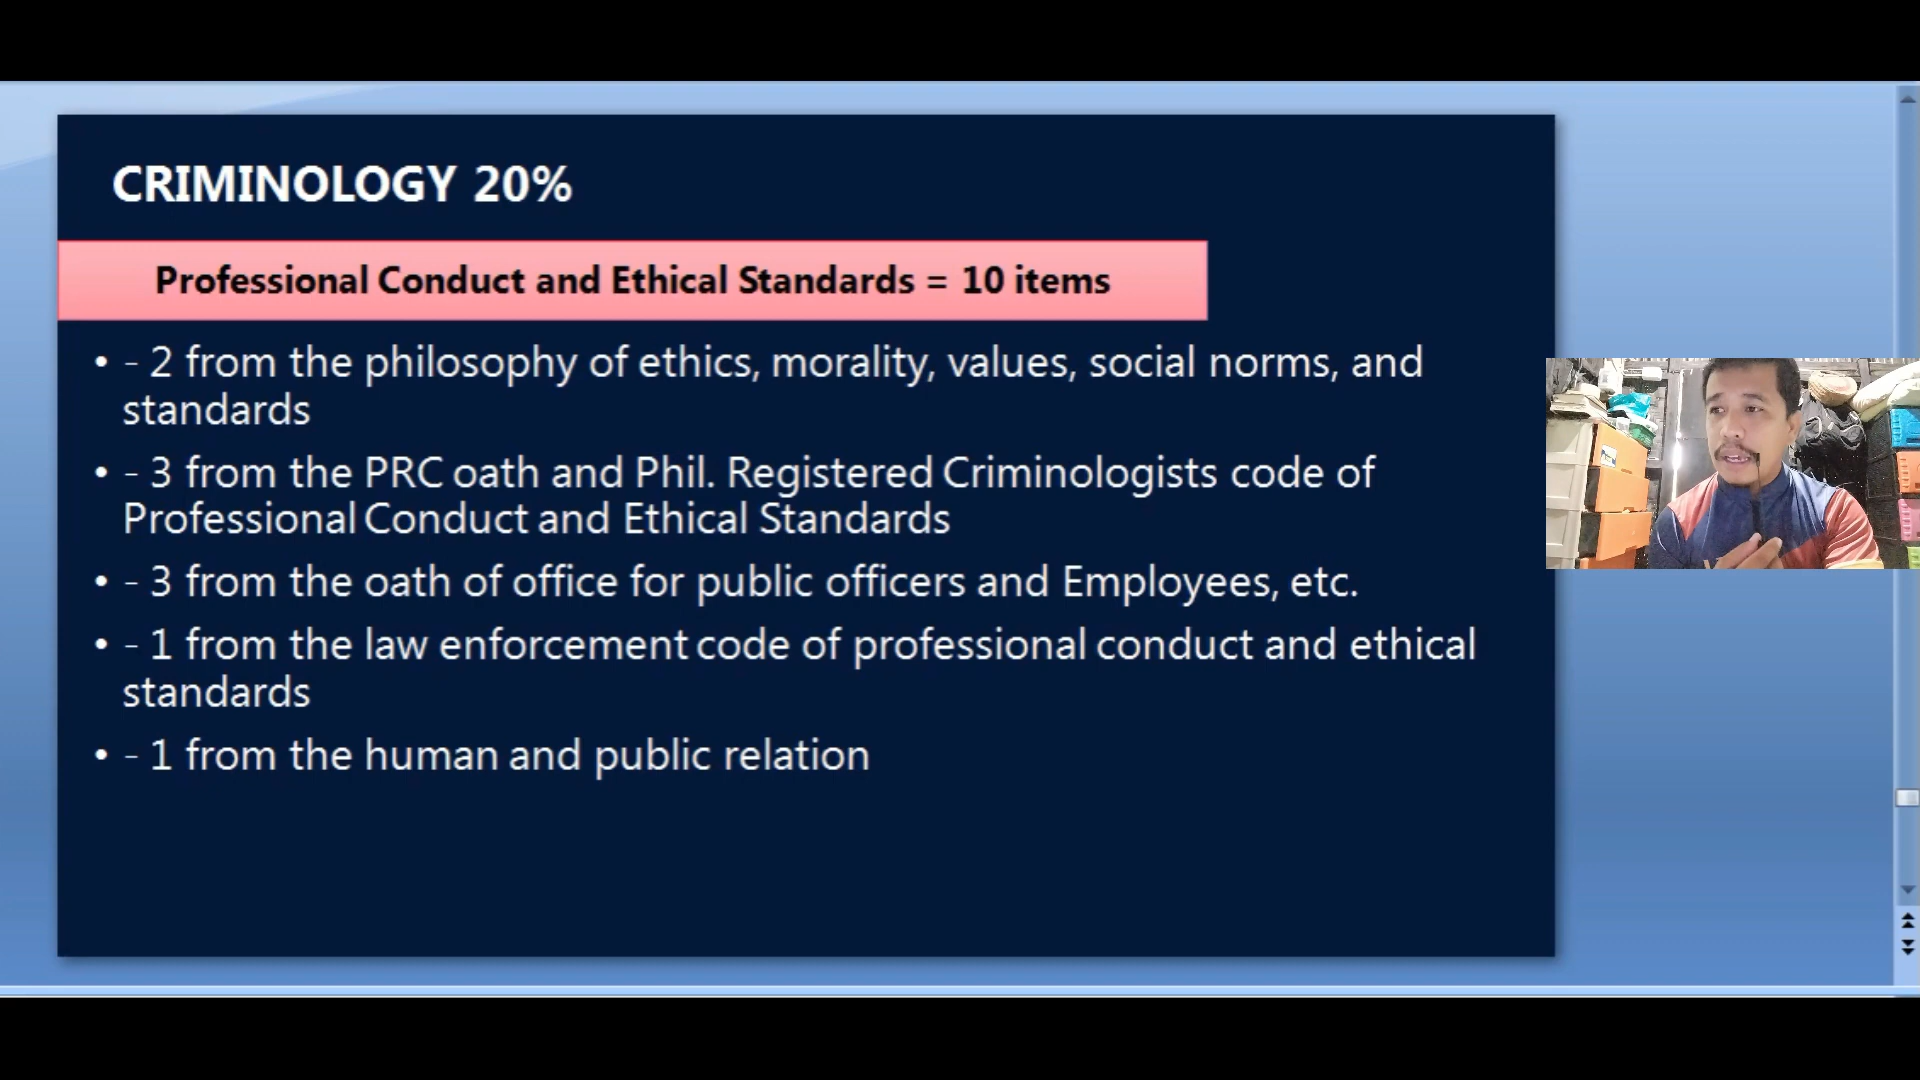 CRIMINOLOGY 20%
Professional Conduct and Ethical Standards = 10 items
• - 2 from the philosophy of ethics, morality, values, social norms, and
standards
• - 3 from the PRC oath and Phil. Registered Criminologists code of
Professional Conduct and Ethical Standards
• - 3 from the oath of office for public officers and Employees, etc.
• - 1 from the law enforcement code of professional conduct and ethical
standards
• - 1 from the human and public relation